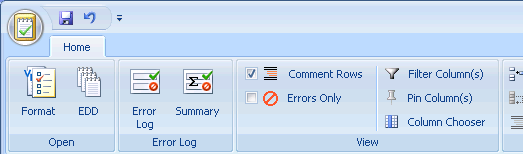 Home
Format
EDD
Open
Error
Log
Summary
Error Log
Comment Rows
Errors Only
Filter Column(s)
Pin Column(s)
Column Chooser
View